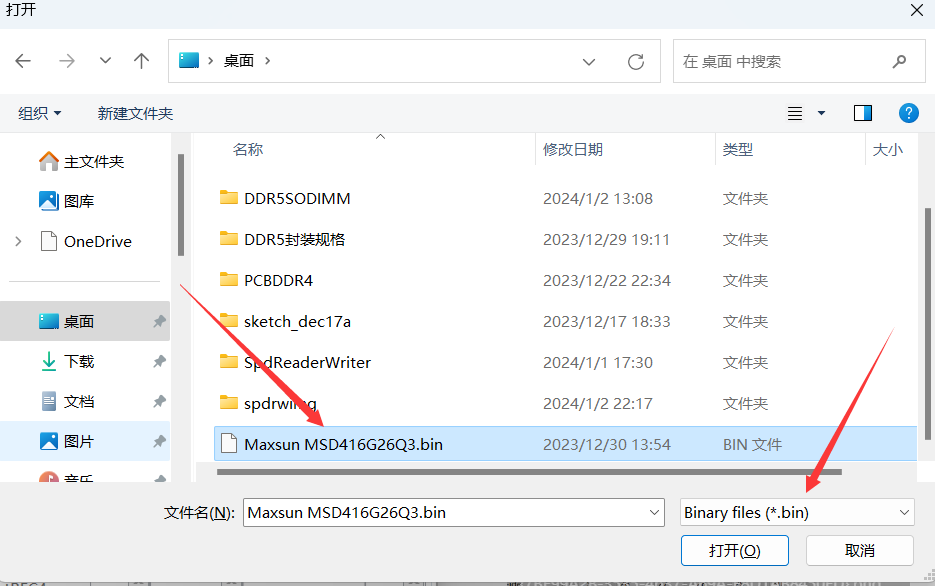 打开
桌面
在 桌面 中搜索
组织 新建文件夹
名称 修改日期 类型 大小
主文件夹
图库
OneDrive
桌面
下载
文档
图片
音乐
DDR5SODIMM 2024/1/2 13:08 文件夹
DDR5封装规格 2023/12/29 19:11 文件夹
PCBDDR4 2023/12/22 22:34 文件夹
sketch_dec17a 2023/12/17 18:33 文件夹
SpdReaderWriter 2024/1/1 17:30 文件夹
2024/1/2 22:17 文件夹
Maxsun MSD416G26Q3.bin 2023/12/30 13:54 BIN 文件
文件名(N): Maxsun MSD416G26Q3.bin Binary files (*.bin)
打开(O) 取消